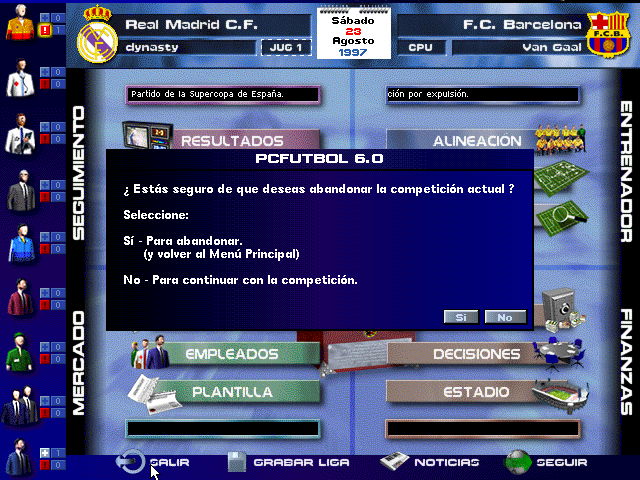 Real Madrid C.F.
dynasty
JUG 1
Sábado
23
Agosto
1997
F.C. Barcelona
CPU
Van Gaal
Partido de la Supercopa de España.
ción por expulsión.
SEGUIMIENTO
RESULTADOS
ALINEACIÓN
ENTRENADOR
PCFUTBOL 6.0
¿ Estás seguro de que deseas abandonar la competición actual ?
Seleccione:
Sí - Para abandonar.
(y volver al Menú Principal)
No - Para continuar con la competición.
Si
No
MERCADO
EMPLEADOS
DECISIONES
FINANZAS
PLANTILLA
ESTADIO
SALIR
GRABAR LIGA
NOTICIAS
SEGUIR